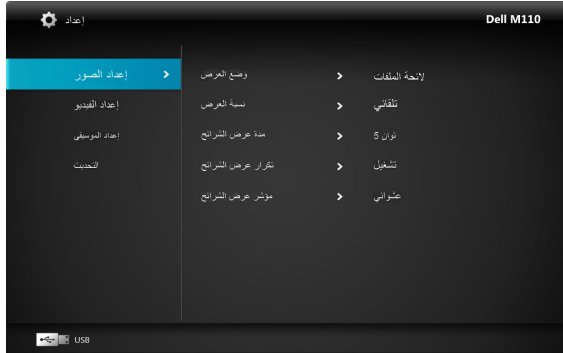 إعداد
Dell M110
إعداد الصور
وضع العرض
لائحة الملفات
إعداد الفيديو
نسبة العرض
تلقائي
إعداد الموسيقى
مدة عرض الشرائح
5 ثوان
التحديث
تكرار عرض الشرائح
تشغيل
مؤشر عرض الشرائح
عشوائي
USB